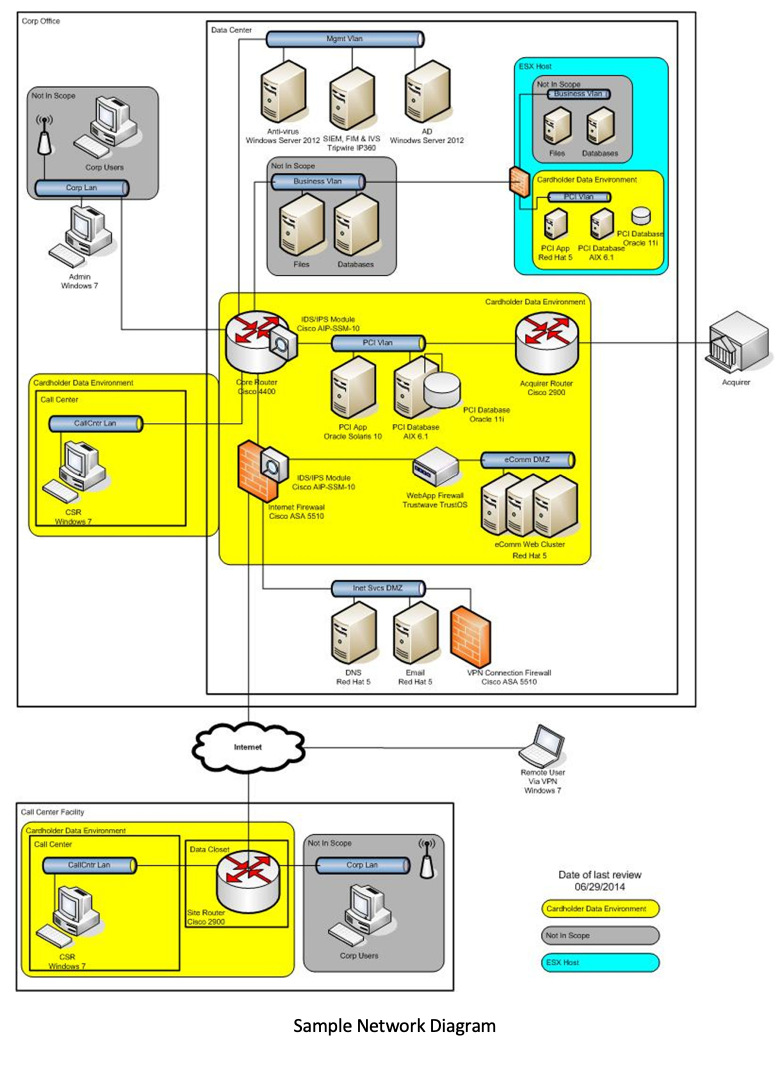 Corp Office
Data Center
Mgmt Vlan
Anti-virus
Windows Server 2012
SIEM, FIM & IVS
Tripwire IP360
AD
Winodws Server 2012
ESX Host
Not In Scope
Business Vlan
Files
Databases
Cardholder Data Environment
PCI Vlan
PCI App
Red Hat 5
PCI Database
AIX 6.1
PCI Database
Oracle 11i
Not In Scope
Corp Users
Corp Lan
Admin
Windows 7
Not In Scope
Business Vlan
Files
Databases
Cardholder Data Environment
IDS/IPS Module
Cisco AIP-SSM-10
Core Router
Cisco 4400
PCI Vlan
PCI App
Oracle Solaris 10
PCI Database
AIX 6.1
PCI Database
Oracle 11i
Acquirer Router
Cisco 2900
Acquirer
Cardholder Data Environment
Call Center
CallCntr Lan
CSR
Windows 7
IDS/IPS Module
Cisco AIP-SSM-10
Internet Firewaal
Cisco ASA 5510
WebApp Firewall
Trustwave TrustOS
eComm DMZ
eComm Web Cluster
Red Hat 5
Inet Svcs DMZ
DNS
Red Hat 5
Email
Red Hat 5
VPN Connection Firewall
Cisco ASA 5510
Internet
Remote User
Via VPN
Windows 7
Call Center Facility
Cardholder Data Environment
Call Center
CallCntr Lan
CSR
Windows 7
Data Closet
Site Router
Cisco 2900
Not In Scope
Corp Lan
Corp Users
Date of last review
06/29/2014
Cardholder Data Environment
Not In Scope
ESX Host
Sample Network Diagram